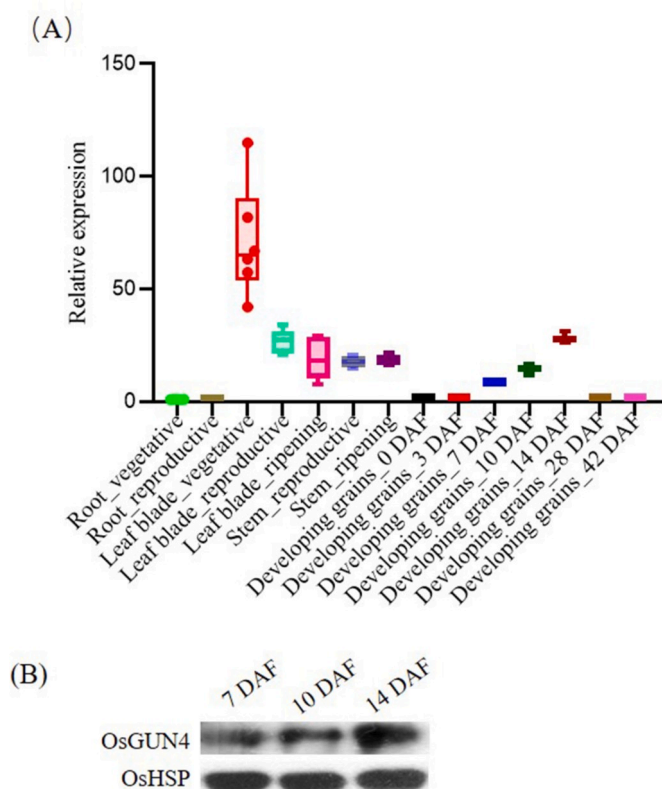 (A)
150
100
50
0
Relative expression
Root_vegetative
Root_reproductive
Leaf blade_vegetative
Leaf blade_reproductive
Leaf blade_ripening
Stem_reproductive
Stem_ripening
Developing grains_0 DAF
Developing grains_3 DAF
Developing grains_7 DAF
Developing grains_10 DAF
Developing grains_14 DAF
Developing grains_28 DAF
Developing grains_42 DAF
(B)
7 DAF
10 DAF
14 DAF
OsGUN4
OsHSP